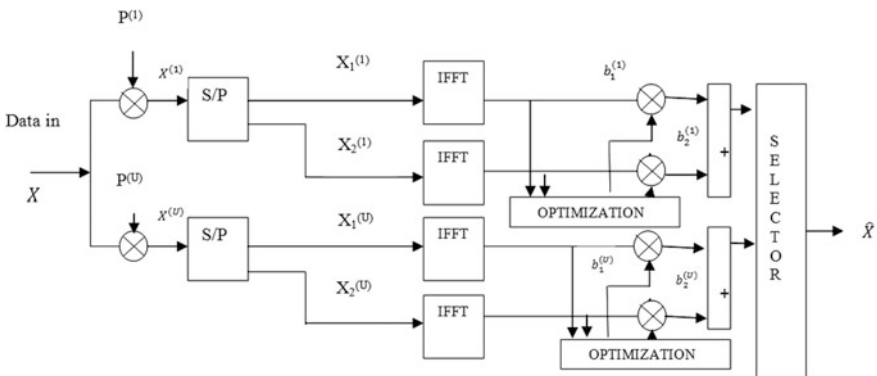 P(1)
X(1)
S/P
X₁(1)
IFFT
b₁(1)
Data in
X
X₂(1)
IFFT
b₂(1)
+
OPTIMIZATION
P(U)
X(U)
S/P
X₁(U)
IFFT
b₁(U)
X₂(U)
IFFT
b₂(U)
+
OPTIMIZATION
SELECTOR
X̂